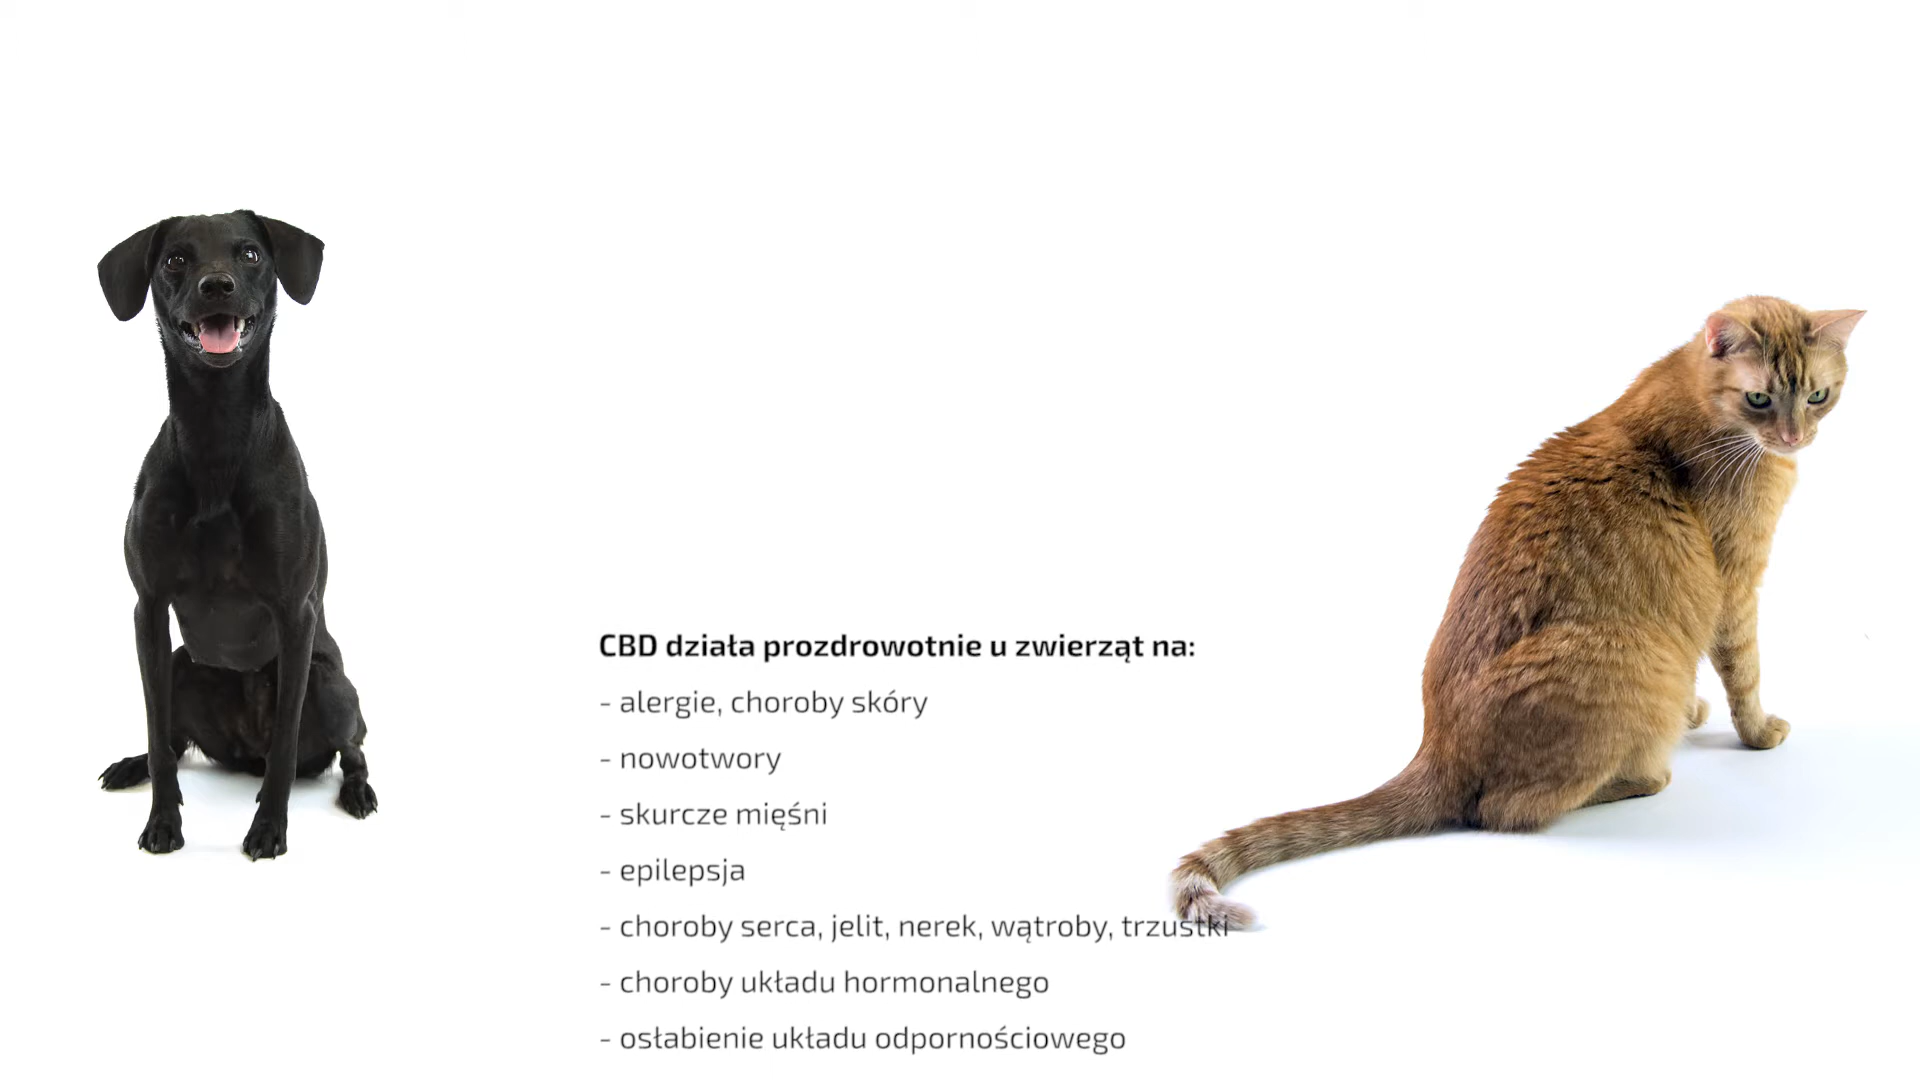 CBD działa prozdrowotnie u zwierząt na:
- alergie, choroby skóry
- nowotwory
- skurcze mięśni
- epilepsja
- choroby serca, jelit, nerek, wątroby, trzustki
- choroby układu hormonalnego
- osłabienie układu odpornościowego